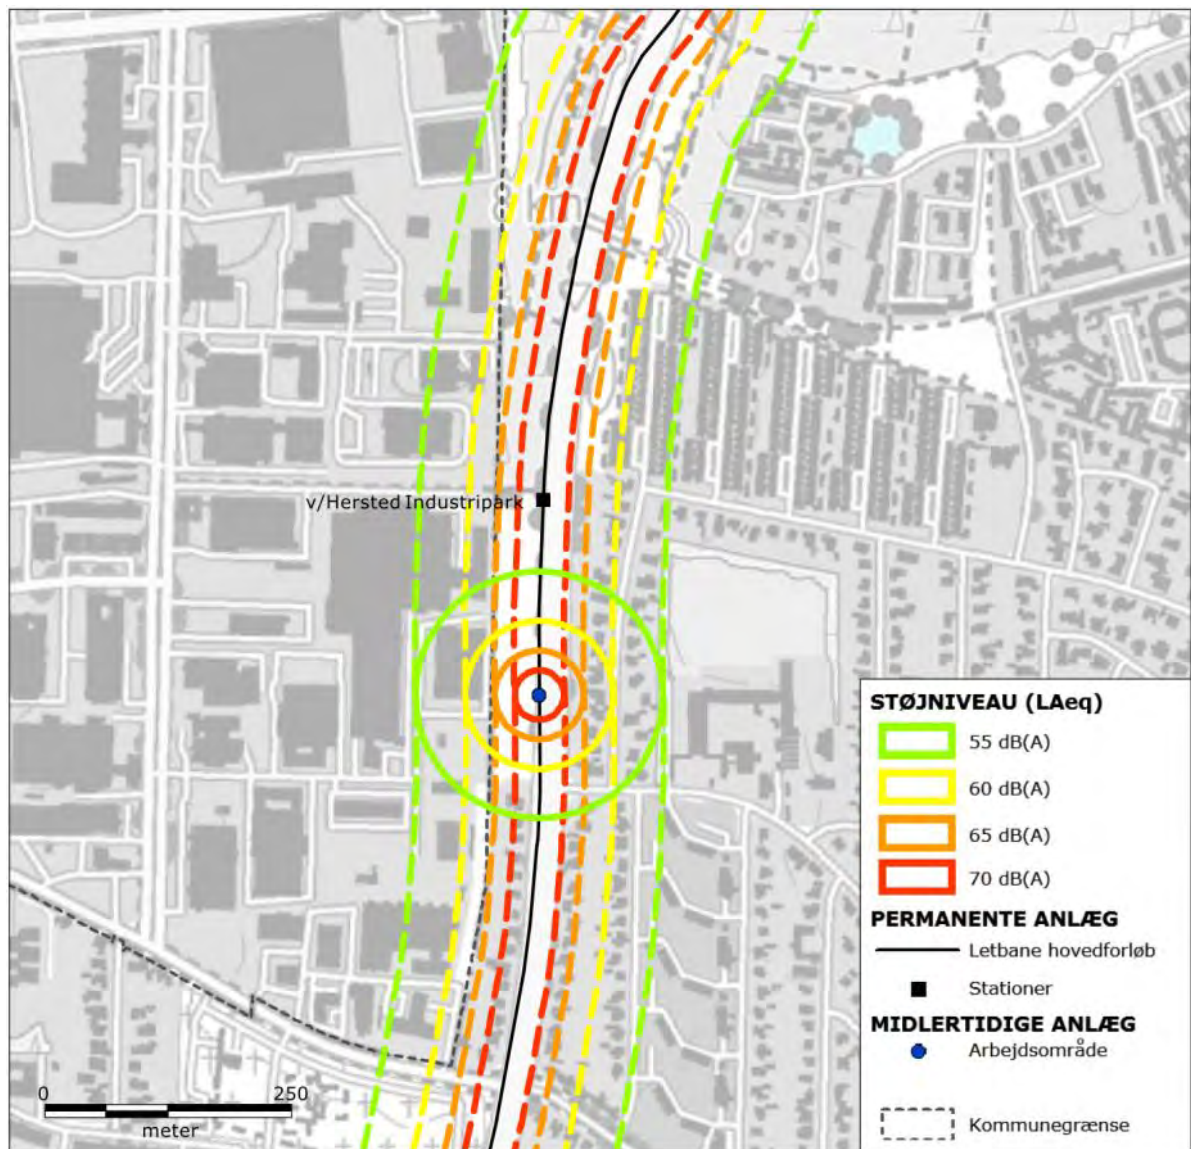 v/Hersted Industripark
STØJNIVEAU (LAeq)
55 dB(A)
60 dB(A)
65 dB(A)
70 dB(A)
PERMANENTE ANLÆG
Letbane hovedforløb
Stationer
MIDLERTIDIGE ANLÆG
Arbejdsområde
Kommunegrænse
0 250
meter